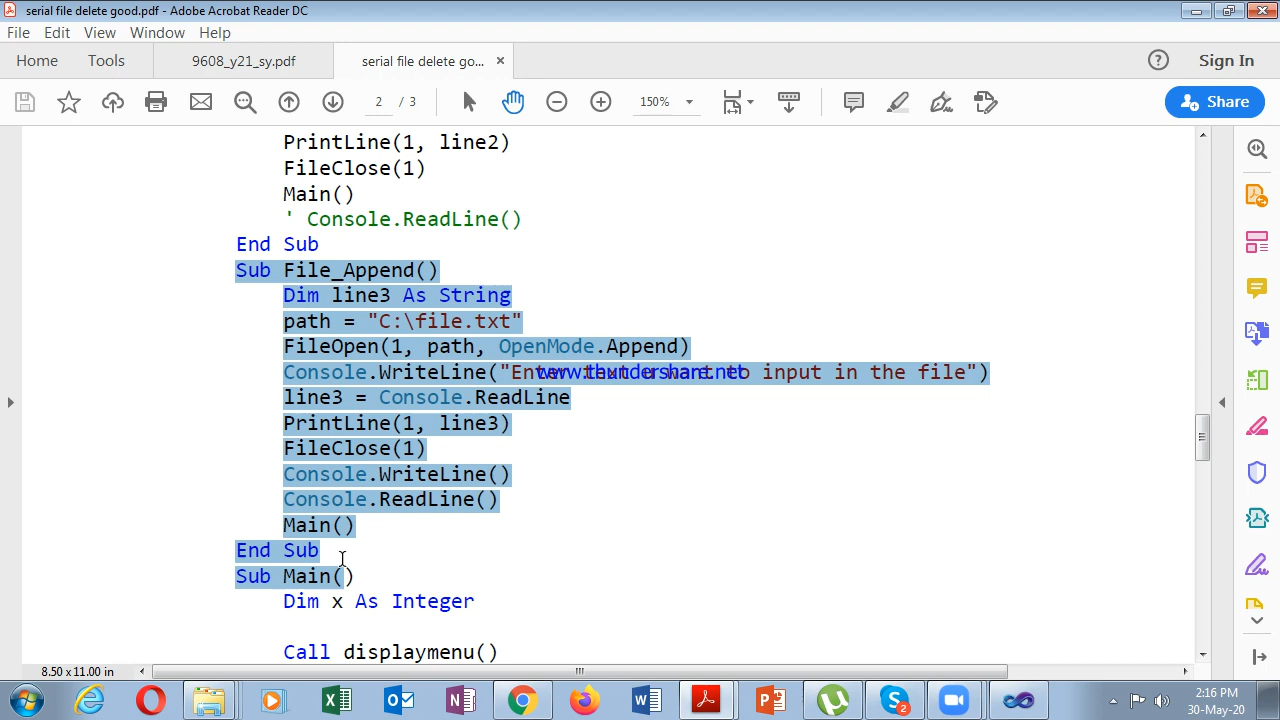 serial file delete good.pdf - Adobe Acrobat Reader DC
File Edit View Window Help
Home Tools 9608_y21_sy.pdf serial file delete go... ×
? Sign In
2 / 3 150% Share
PrintLine(1, line2)
FileClose(1)
Main()
' Console.ReadLine()
End Sub
Sub File_Append()
Dim line3 As String
path = "C:\file.txt"
FileOpen(1, path, OpenMode.Append)
Console.WriteLine("Enter text u want to input in the file")
www.thundershare.net
line3 = Console.ReadLine
PrintLine(1, line3)
FileClose(1)
Console.WriteLine()
Console.ReadLine()
Main()
End Sub
Sub Main()
Dim x As Integer
Call displaymenu()
8.50 x 11.00 in
2
2:16 PM
30-May-20